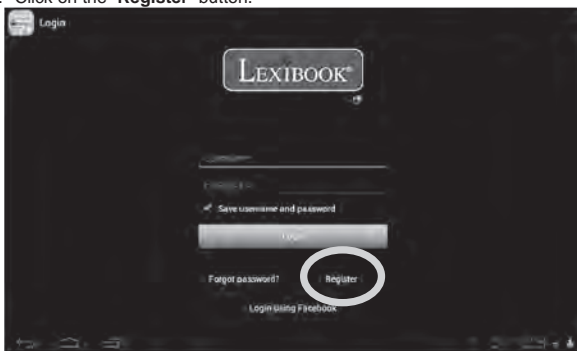 Click on the "Register" button.
Login
LEXIBOOK®
Save username and password
Login
Forgot password?
Register
Login using Facebook